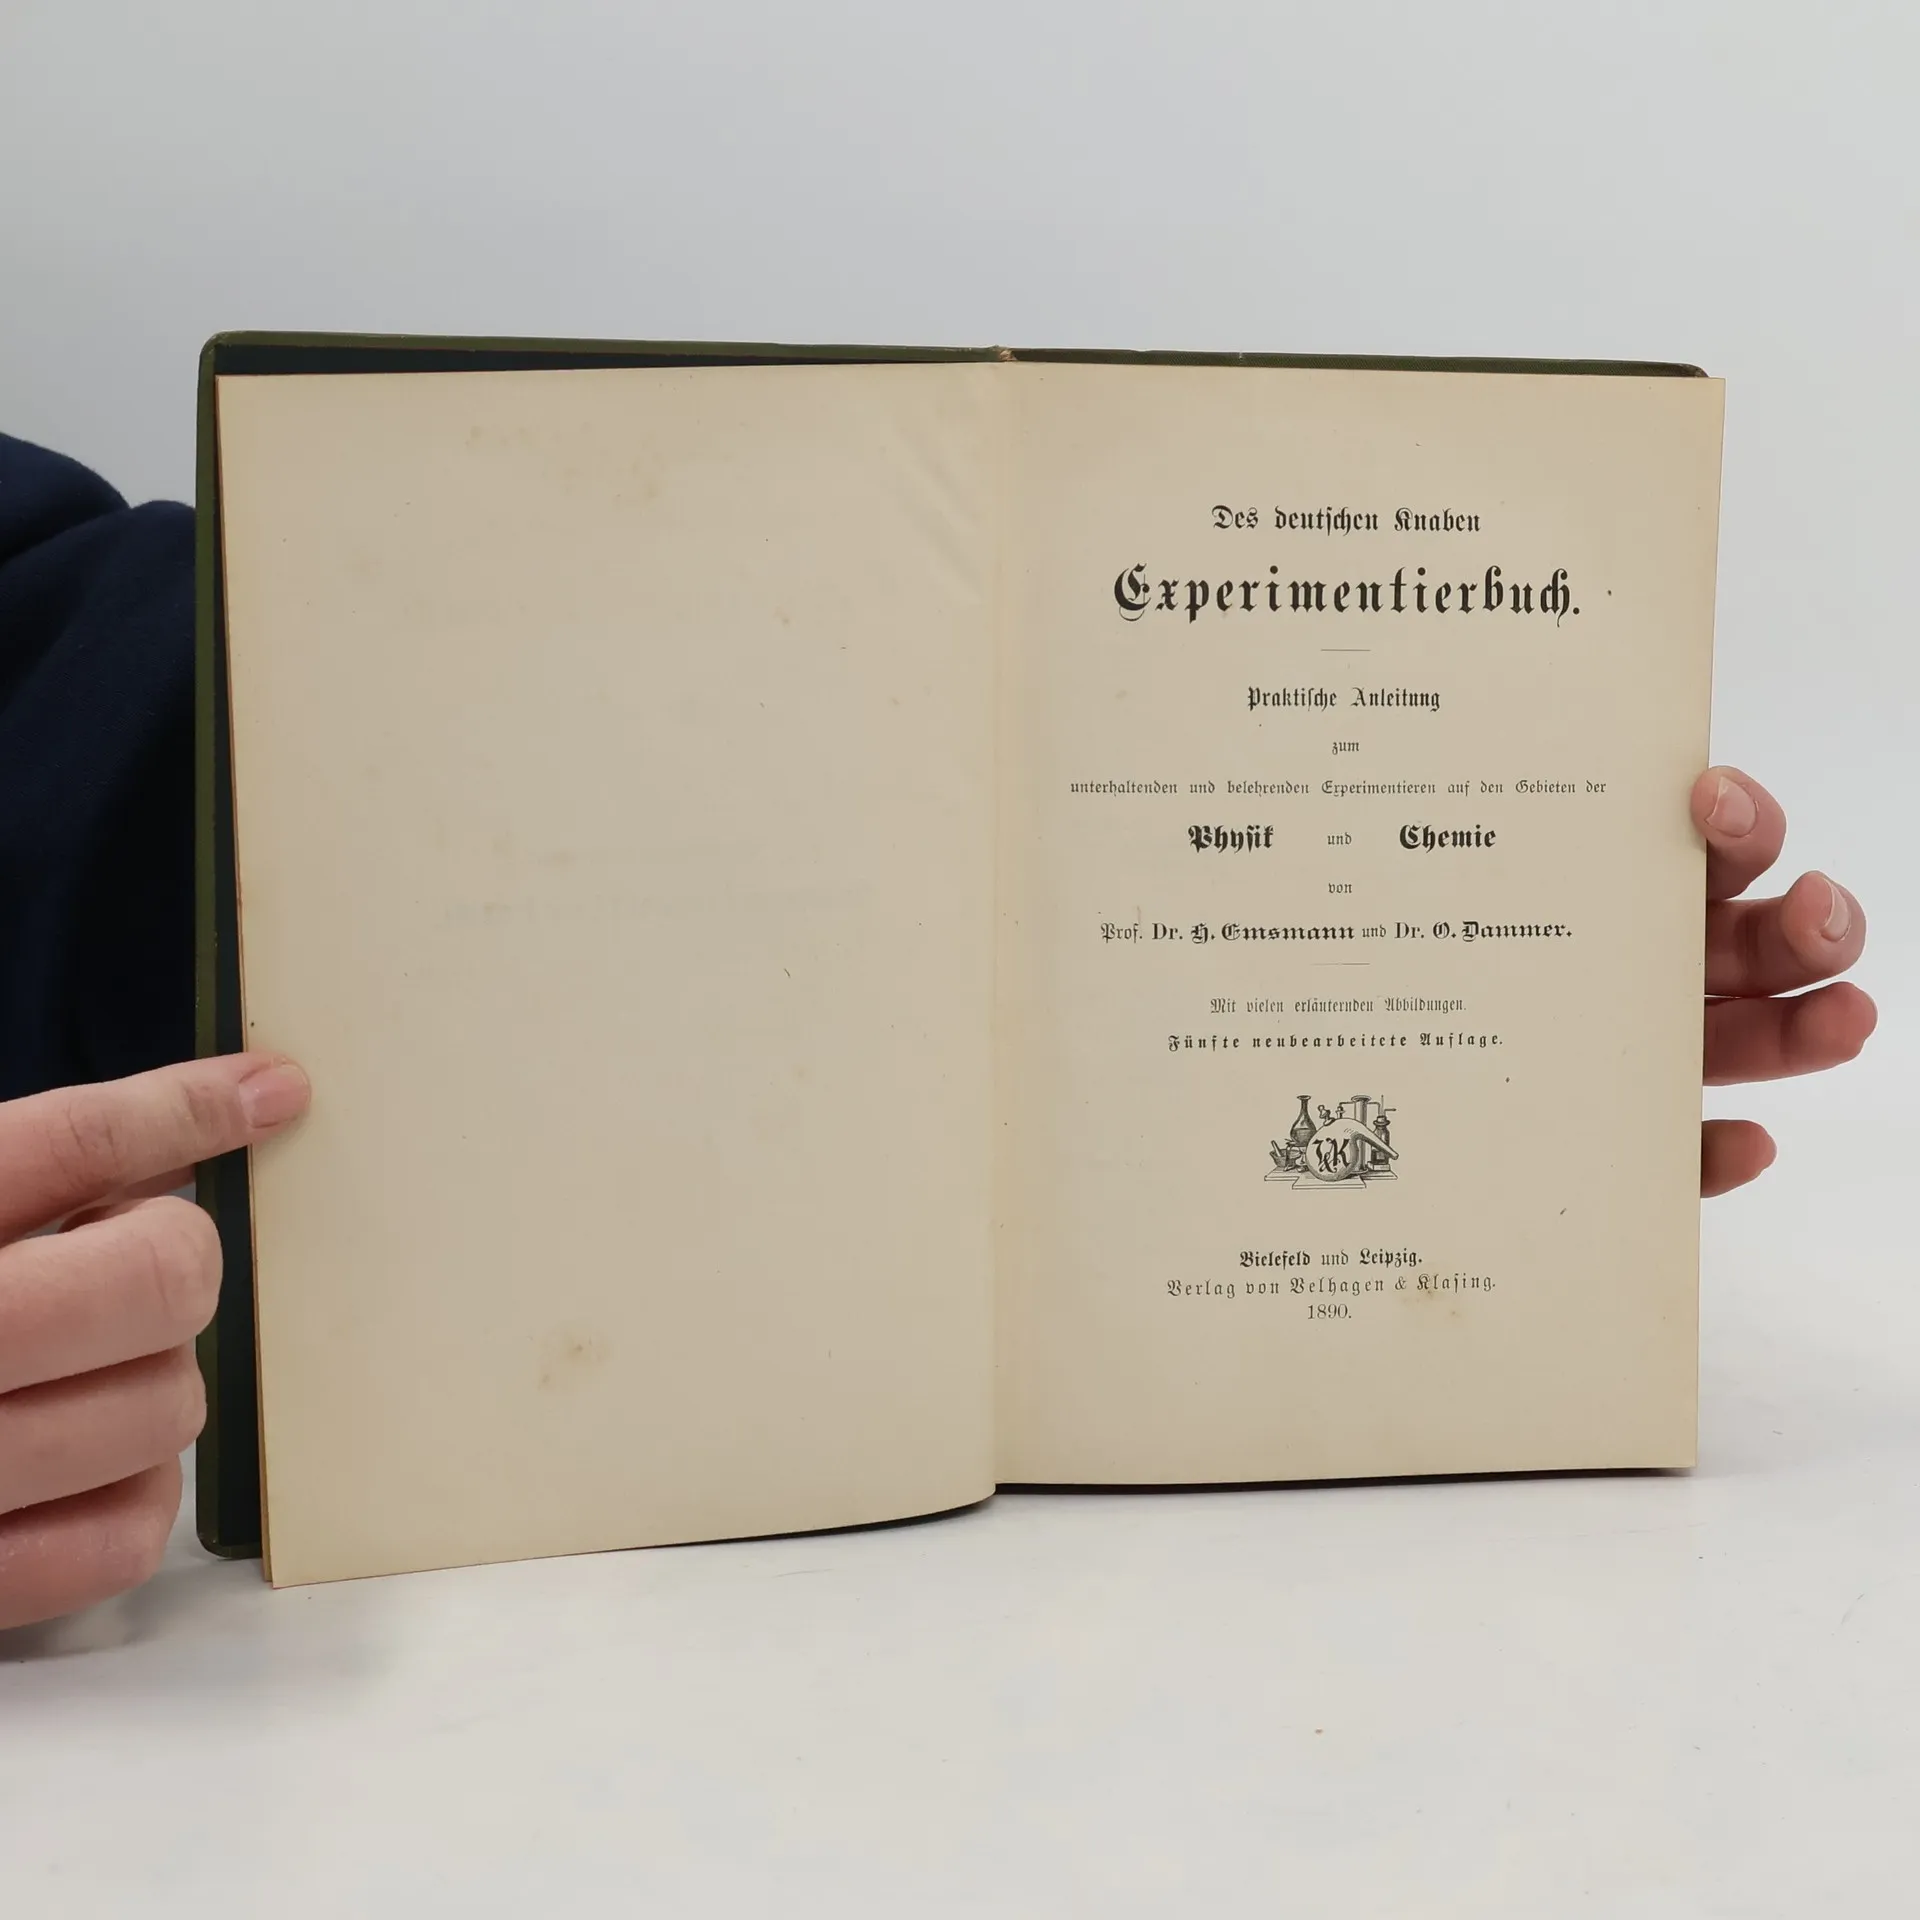 Des deutschen Knaben
Experimentierbuch.
Praktische Anleitung
zum
unterhaltenden und belehrenden Experimentieren auf den Gebieten der
Physik und Chemie
von
Prof. Dr. H. Emsmann und Dr. O. Dammer.
Mit vielen erläuternden Abbildungen.
Fünfte neubearbeitete Auflage.
V&K
Bielefeld und Leipzig.
Verlag von Velhagen & Klasing.
1890.